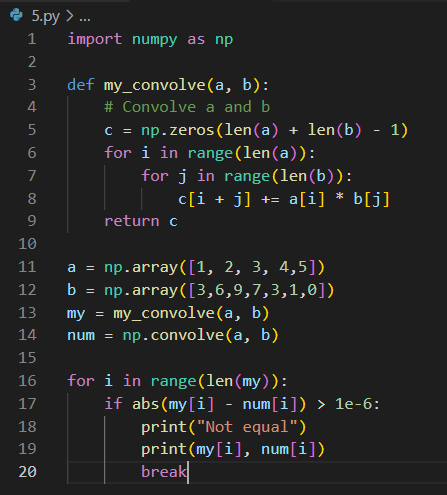 5.py > ...
1 import numpy as np
2
3 def my_convolve(a, b):
4     # Convolve a and b
5     c = np.zeros(len(a) + len(b) - 1)
6     for i in range(len(a)):
7         for j in range(len(b)):
8             c[i + j] += a[i] * b[j]
9     return c
10
11 a = np.array([1, 2, 3, 4,5])
12 b = np.array([3,6,9,7,3,1,0])
13 my = my_convolve(a, b)
14 num = np.convolve(a, b)
15
16 for i in range(len(my)):
17     if abs(my[i] - num[i]) > 1e-6:
18         print("Not equal")
19         print(my[i], num[i])
20         break